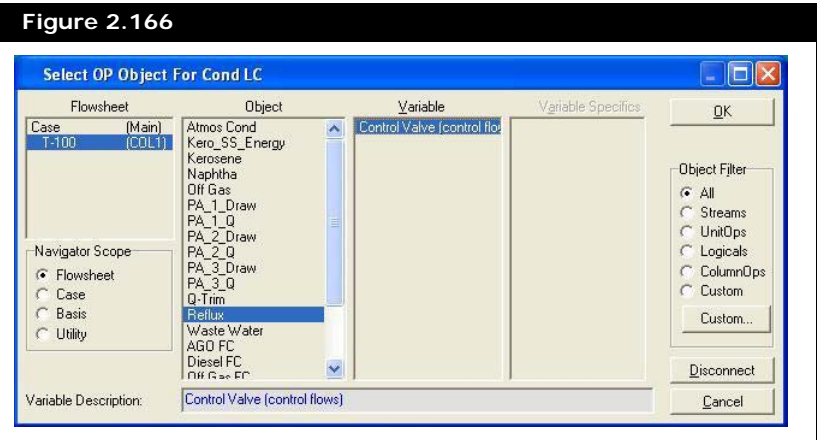 Figure 2.166
Select OP Object For Cond LC
Flowsheet
Case (Main)
T-100 (COL1)
Navigator Scope
Flowsheet
Case
Basis
Utility
Object
Atmos Cond
Kero_SS_Energy
Kerosene
Naphtha
Off Gas
PA_1_Draw
PA_1_Q
PA_2_Draw
PA_2_Q
PA_3_Draw
PA_3_Q
Q-Trim
Reflux
Waste Water
AGO FC
Diesel FC
Off Gas FC
Variable
Control Valve (control flo
Variable Specifics
OK
Object Filter
All
Streams
UnitOps
Logicals
ColumnOps
Custom
Custom...
Disconnect
Cancel
Variable Description: Control Valve (control flows)